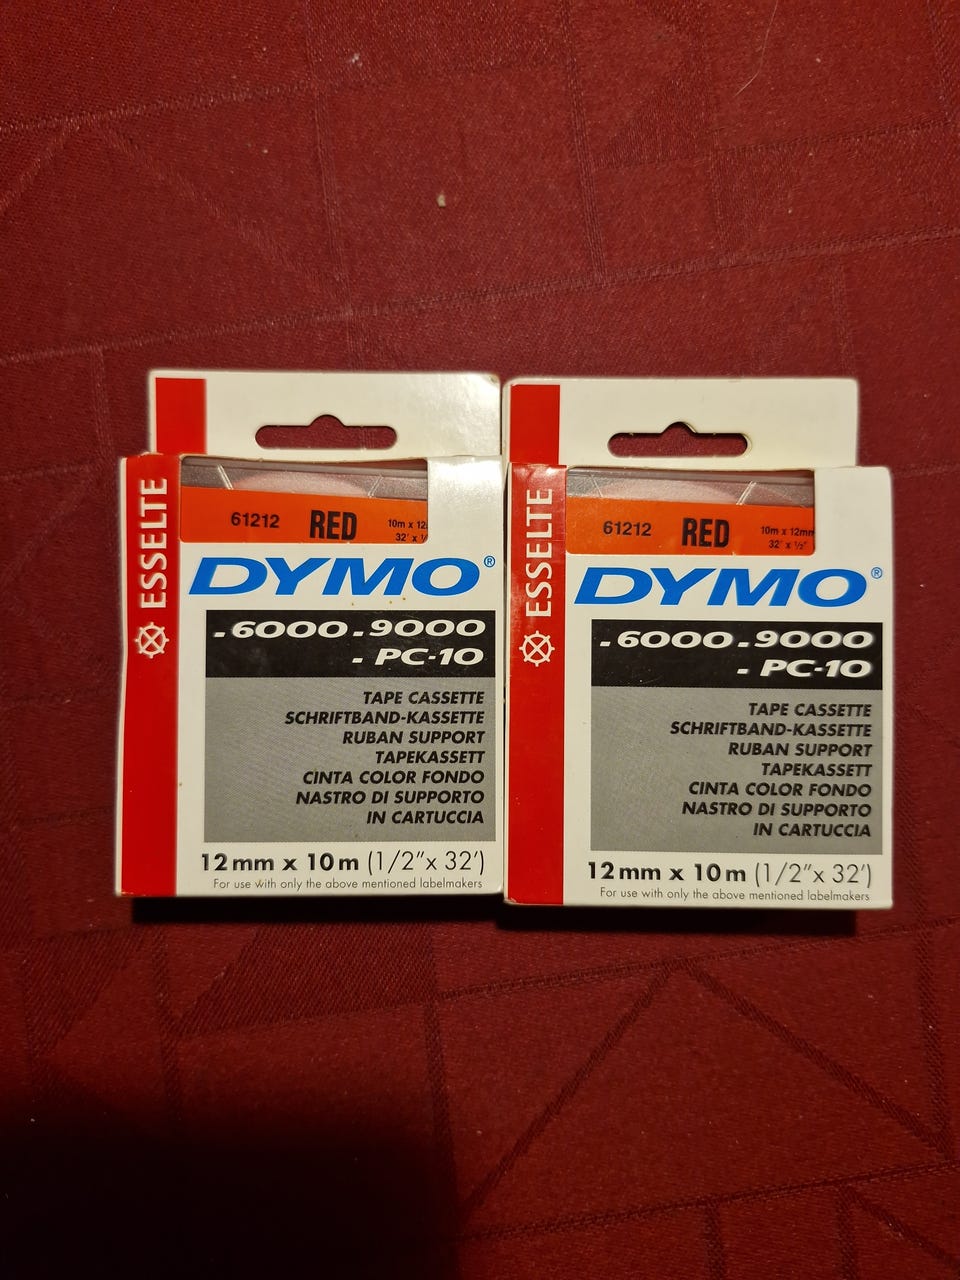 ESSELTE
61212 RED 10m x 12
32' x ½
DYMO®
.6000.9000
. PC-10
TAPE CASSETTE
SCHRIFTBAND-KASSETTE
RUBAN SUPPORT
TAPEKASSETT
CINTA COLOR FONDO
NASTRO DI SUPPORTO
IN CARTUCCIA
12mm x 10m (1/2"x 32')
For use with only the above mentioned labelmakers
ESSELTE
61212 RED 10m x 12mm
32' x ½"
DYMO®
.6000.9000
. PC-10
TAPE CASSETTE
SCHRIFTBAND-KASSETTE
RUBAN SUPPORT
TAPEKASSETT
CINTA COLOR FONDO
NASTRO DI SUPPORTO
IN CARTUCCIA
12mm x 10m (1/2"x 32')
For use with only the above mentioned labelmakers